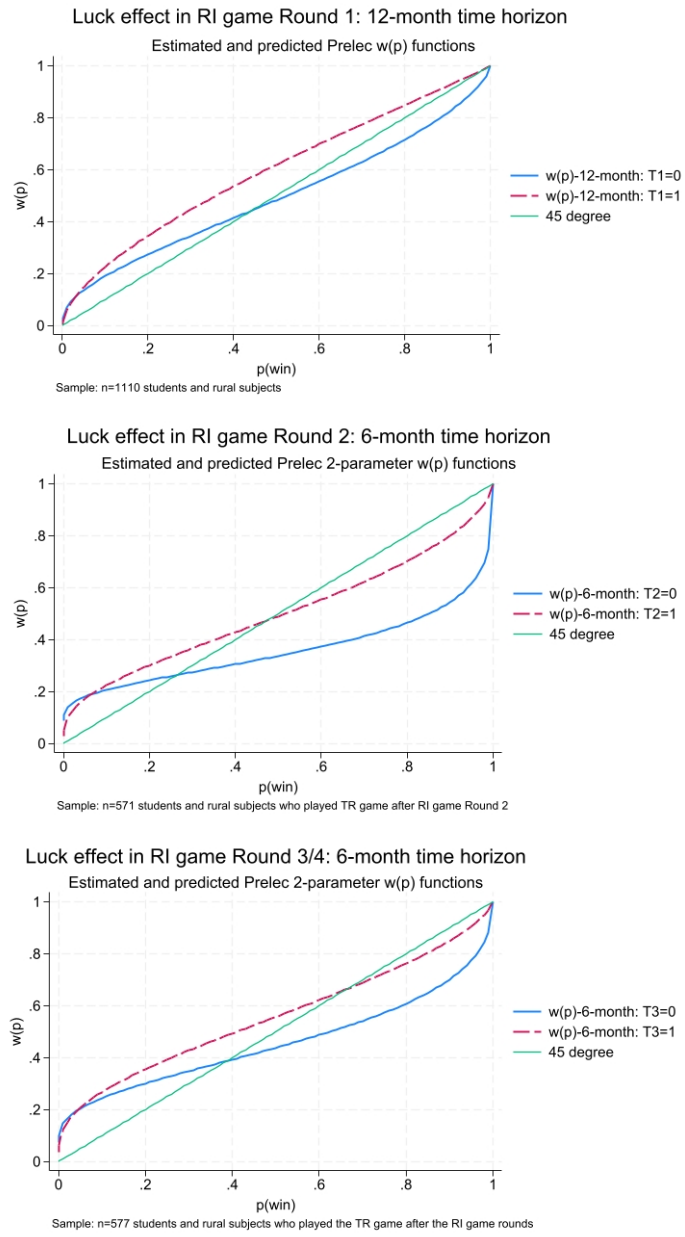 Luck effect in RI game Round 1: 12-month time horizon
Estimated and predicted Prelec w(p) functions
w(p)
1
.8
.6
.4
.2
0
0 .2 .4 .6 .8 1
p(win)
w(p)-12-month: T1=0
w(p)-12-month: T1=1
45 degree
Sample: n=1110 students and rural subjects
Luck effect in RI game Round 2: 6-month time horizon
Estimated and predicted Prelec 2-parameter w(p) functions
w(p)
1
.8
.6
.4
.2
0
0 .2 .4 .6 .8 1
p(win)
w(p)-6-month: T2=0
w(p)-6-month: T2=1
45 degree
Sample: n=571 students and rural subjects who played TR game after RI game Round 2
Luck effect in RI game Round 3/4: 6-month time horizon
Estimated and predicted Prelec 2-parameter w(p) functions
w(p)
1
.8
.6
.4
.2
0
0 .2 .4 .6 .8 1
p(win)
w(p)-6-month: T3=0
w(p)-6-month: T3=1
45 degree
Sample: n=577 students and rural subjects who played the TR game after the RI game rounds